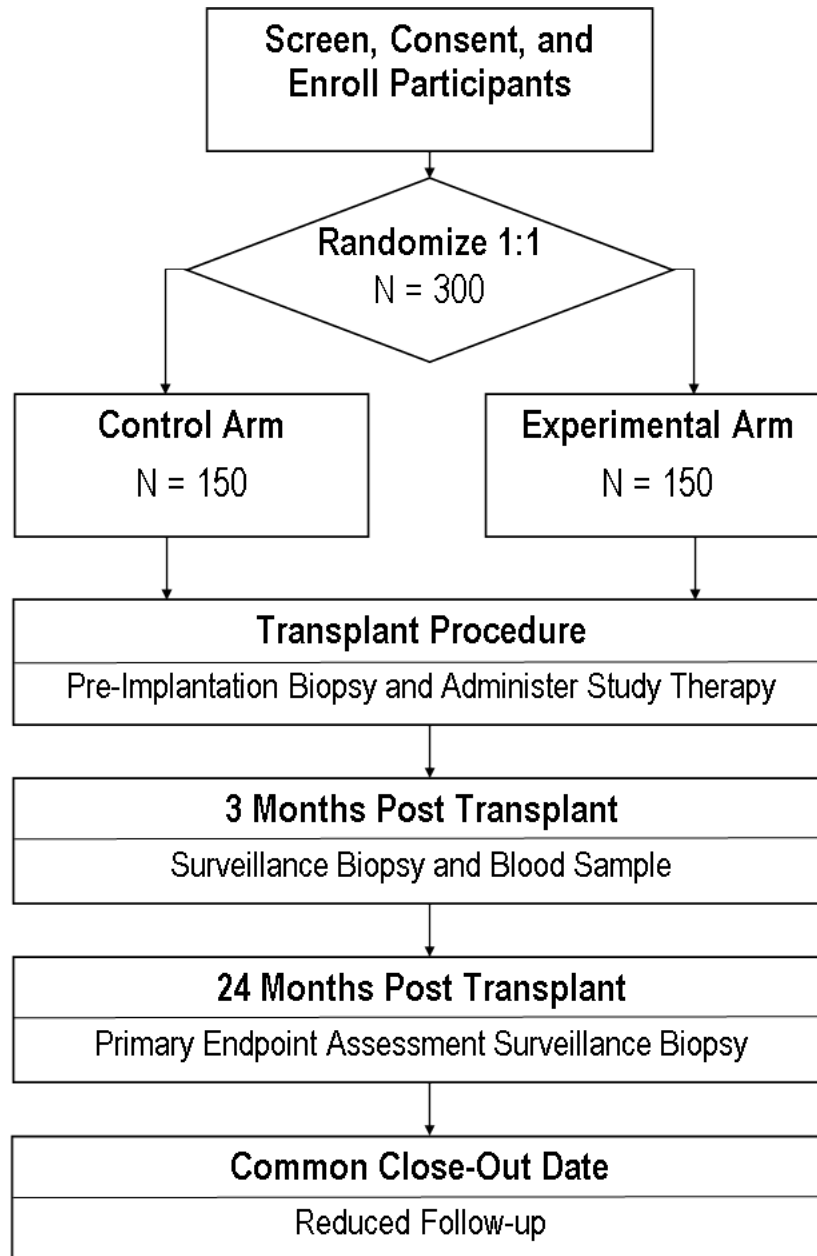 Screen, Consent, and
Enroll Participants
Randomize 1:1
N = 300
Control Arm
N = 150
Experimental Arm
N = 150
Transplant Procedure
Pre-Implantation Biopsy and Administer Study Therapy
3 Months Post Transplant
Surveillance Biopsy and Blood Sample
24 Months Post Transplant
Primary Endpoint Assessment Surveillance Biopsy
Common Close-Out Date
Reduced Follow-up